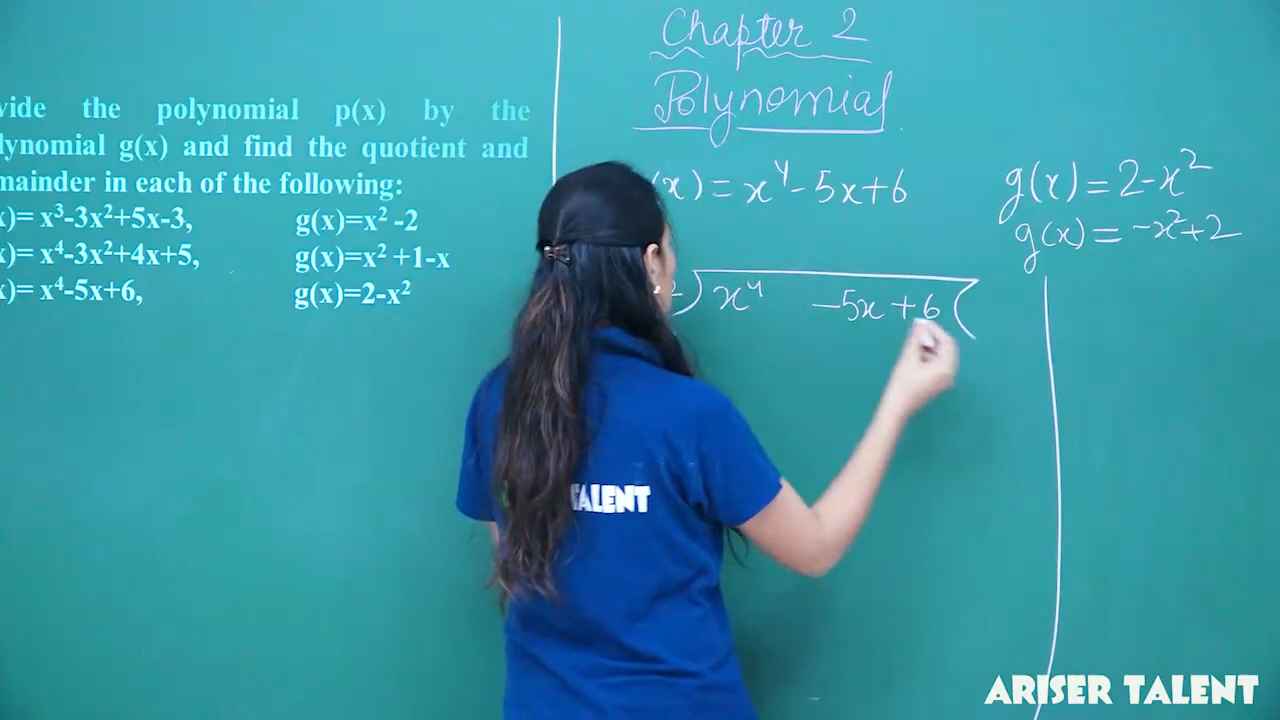 vide the polynomial p(x) by the
lynomial g(x) and find the quotient and
mainder in each of the following:
x)= x³-3x²+5x-3, g(x)=x² -2
x)= x⁴-3x²+4x+5, g(x)=x² +1-x
x)= x⁴-5x+6, g(x)=2-x²
Chapter 2
Polynomial
(x) = x⁴-5x+6
g(x) = 2-x²
g(x) = -x²+2
2) x⁴ -5x+6(
TALENT
ARISER TALENT